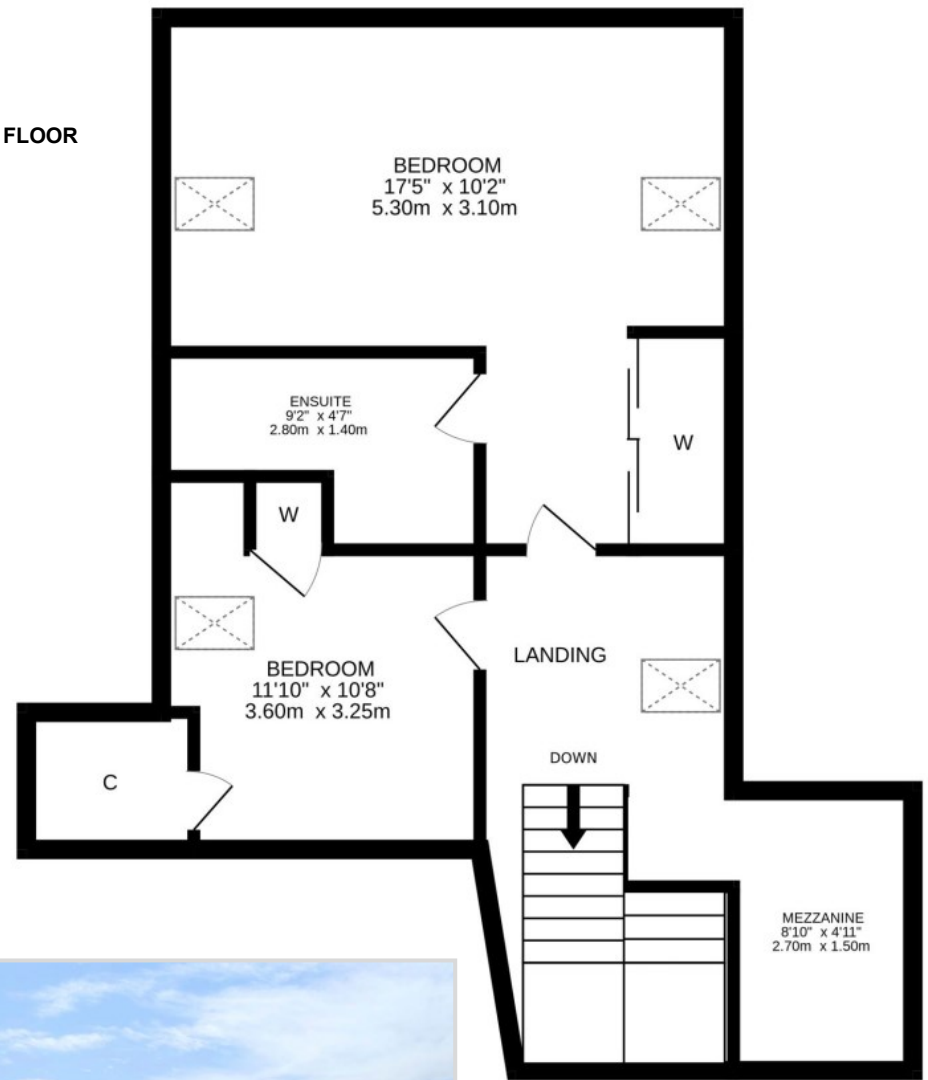 FLOOR
BEDROOM
17'5" x 10'2"
5.30m x 3.10m
ENSUITE
9'2" x 4'7"
2.80m x 1.40m
W
W
BEDROOM
11'10" x 10'8"
3.60m x 3.25m
LANDING
C
DOWN
MEZZANINE
8'10" x 4'11"
2.70m x 1.50m